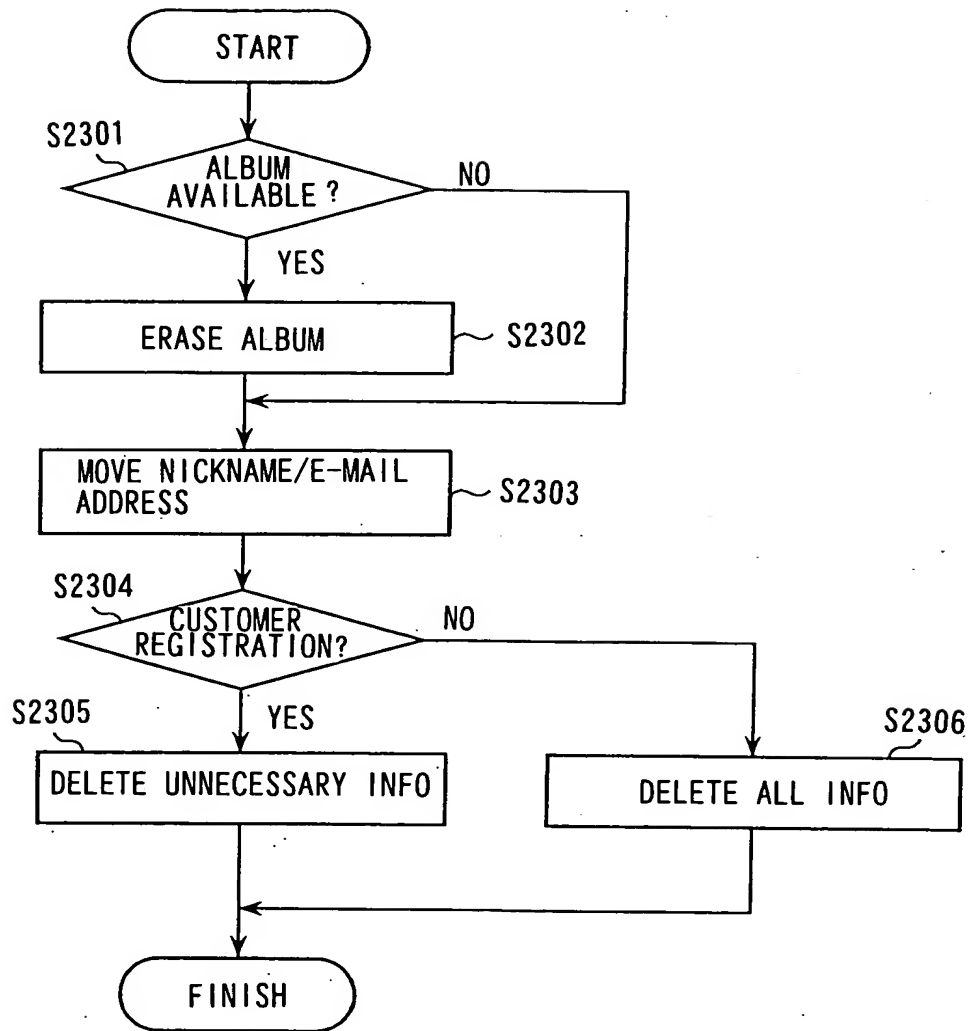 START
S2301
ALBUM
AVAILABLE?
NO
YES
ERASE ALBUM
S2302
MOVE NICKNAME/E-MAIL
ADDRESS
S2303
S2304
CUSTOMER
REGISTRATION?
NO
S2305
YES
S2306
DELETE UNNECESSARY INFO
DELETE ALL INFO
FINISH